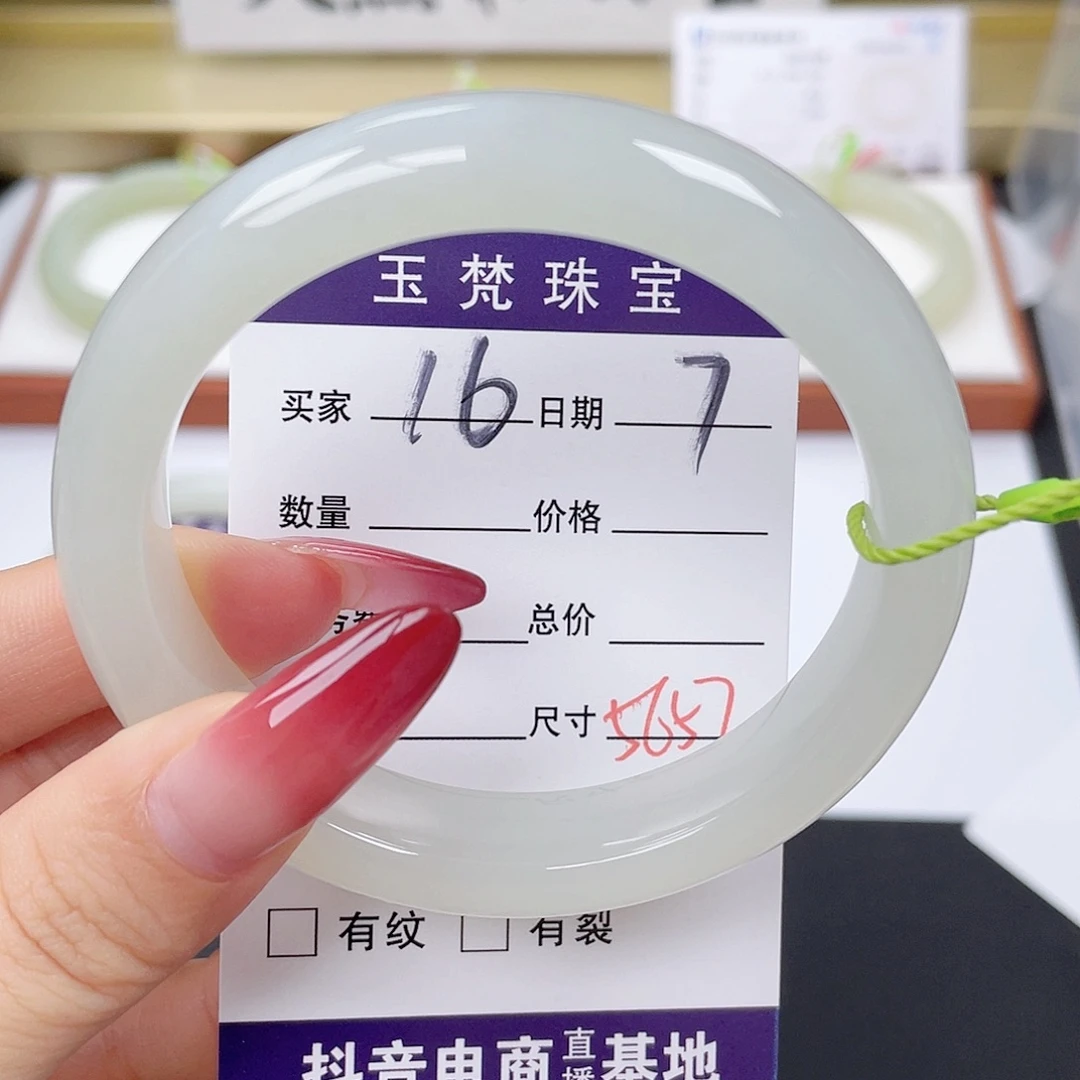 玉梵珠宝
买家 16 日期 7
数量 价格
总价
尺寸 5657
有纹 有裂
抖音电商直播基地